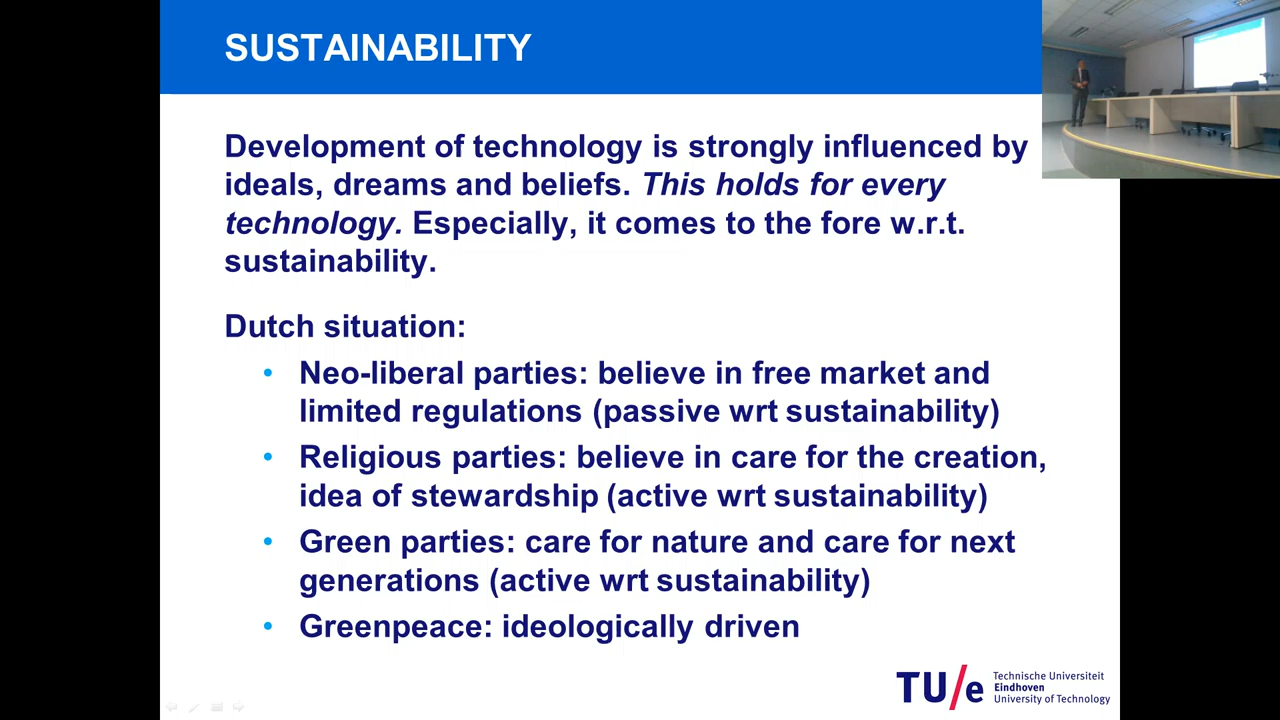 SUSTAINABILITY
Development of technology is strongly influenced by
ideals, dreams and beliefs. This holds for every
technology. Especially, it comes to the fore w.r.t.
sustainability.
Dutch situation:
• Neo-liberal parties: believe in free market and
limited regulations (passive wrt sustainability)
• Religious parties: believe in care for the creation,
idea of stewardship (active wrt sustainability)
• Green parties: care for nature and care for next
generations (active wrt sustainability)
• Greenpeace: ideologically driven
TU/e
Technische Universiteit
Eindhoven
University of Technology